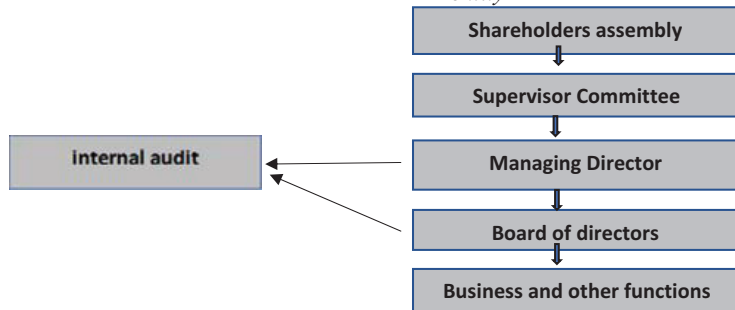 Shareholders assembly
Supervisor Committee
internal audit
Managing Director
Board of directors
Business and other functions